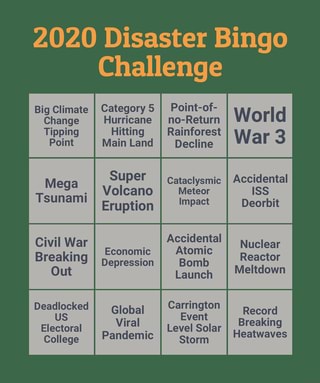 2020 Disaster Bingo
Challenge
Big Climate
Change
Tipping
Point
Category 5
Hurricane
Hitting
Main Land
Point-of-
no-Return
Rainforest
Decline
World
War 3
Mega
Tsunami
Super
Volcano
Eruption
Cataclysmic
Meteor
Impact
Accidental
ISS
Deorbit
Civil War
Breaking
Out
Economic
Depression
Accidental
Atomic
Bomb
Launch
Nuclear
Reactor
Meltdown
Deadlocked
US
Electoral
College
Global
Viral
Pandemic
Carrington
Event
Level Solar
Storm
Record
Breaking
Heatwaves